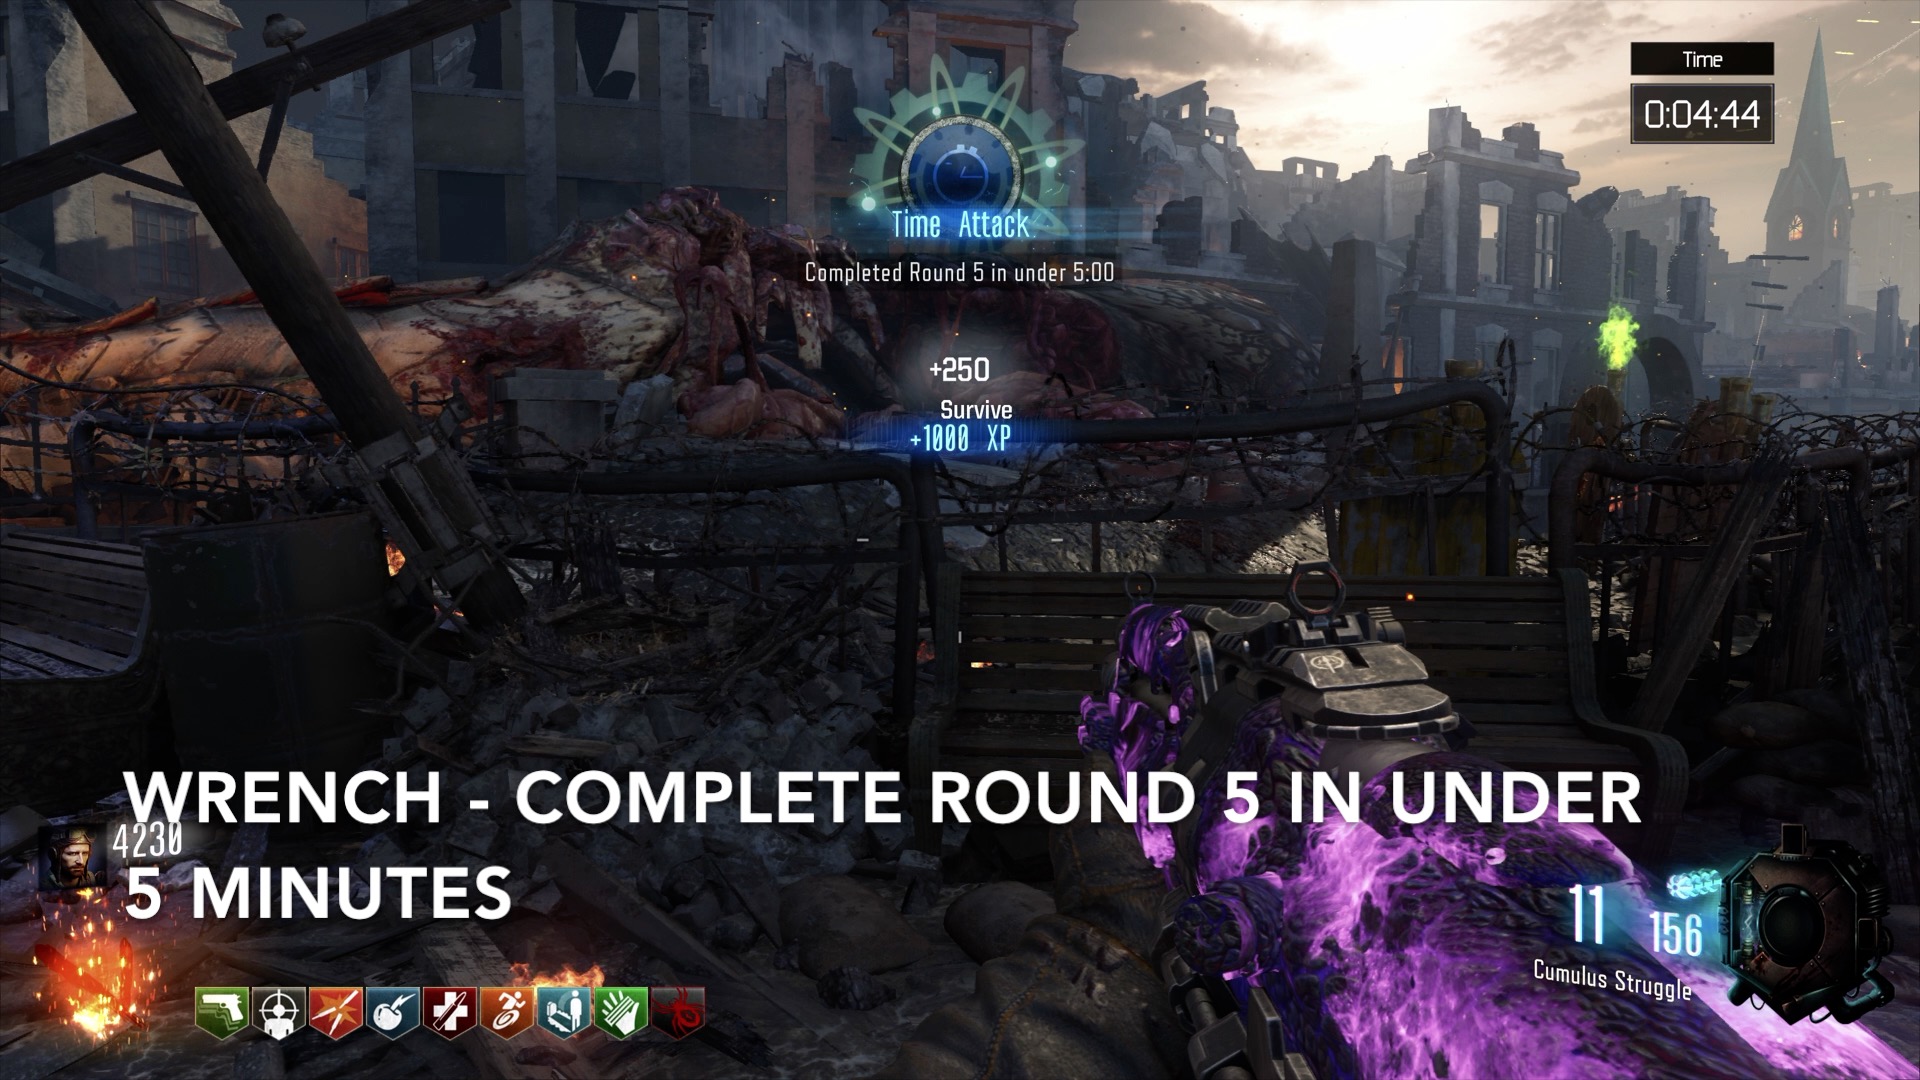 Time
0:04:44
Time Attack
Completed Round 5 in under 5:00
+250
Survive
+1000 XP
WRENCH - COMPLETE ROUND 5 IN UNDER
4230
5 MINUTES
11
156
Cumulus Struggle